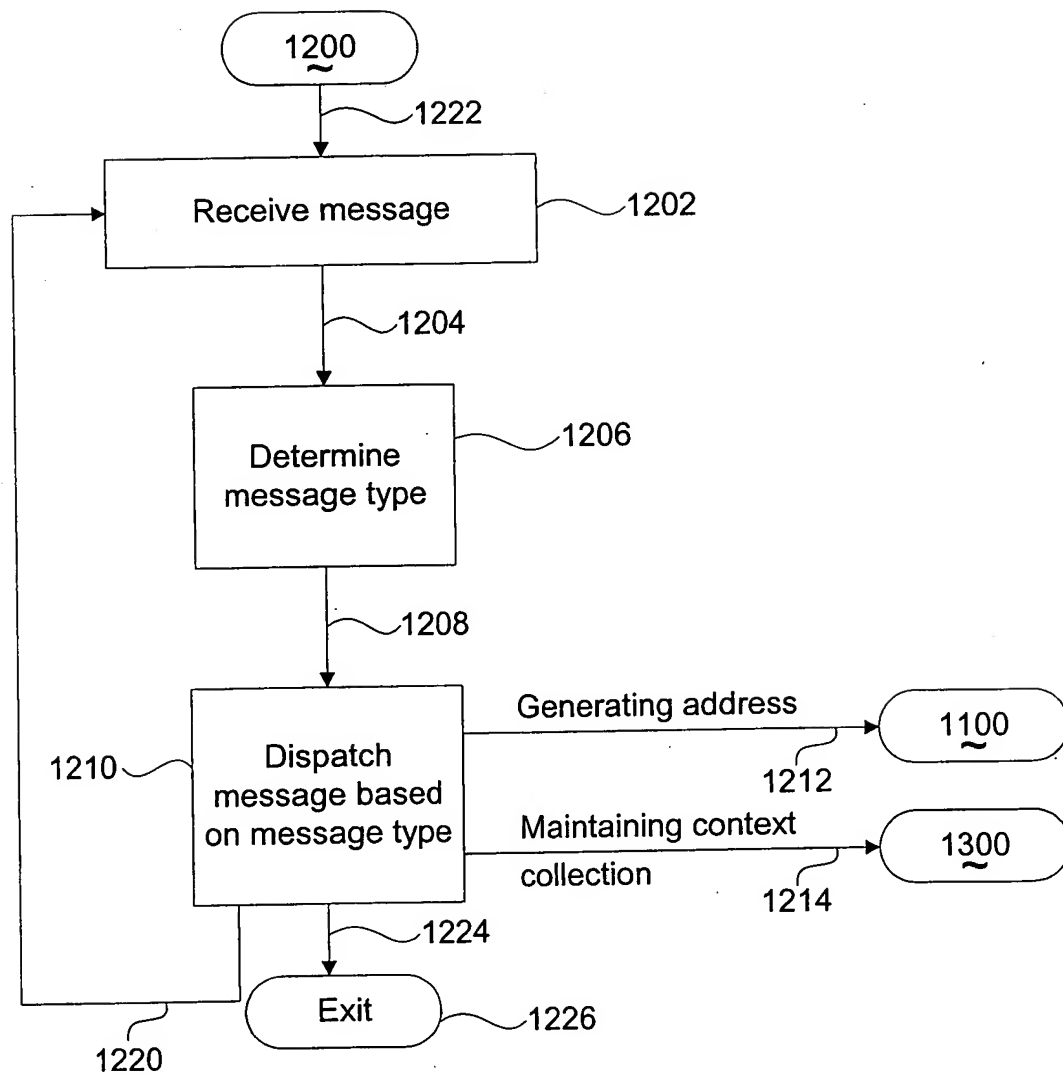 1200
1222
Receive message
1202
1204
Determine
message type
1206
1208
1210
Dispatch
message based
on message type
Generating address
1212
1100
Maintaining context
collection
1214
1300
1224
Exit
1226
1220